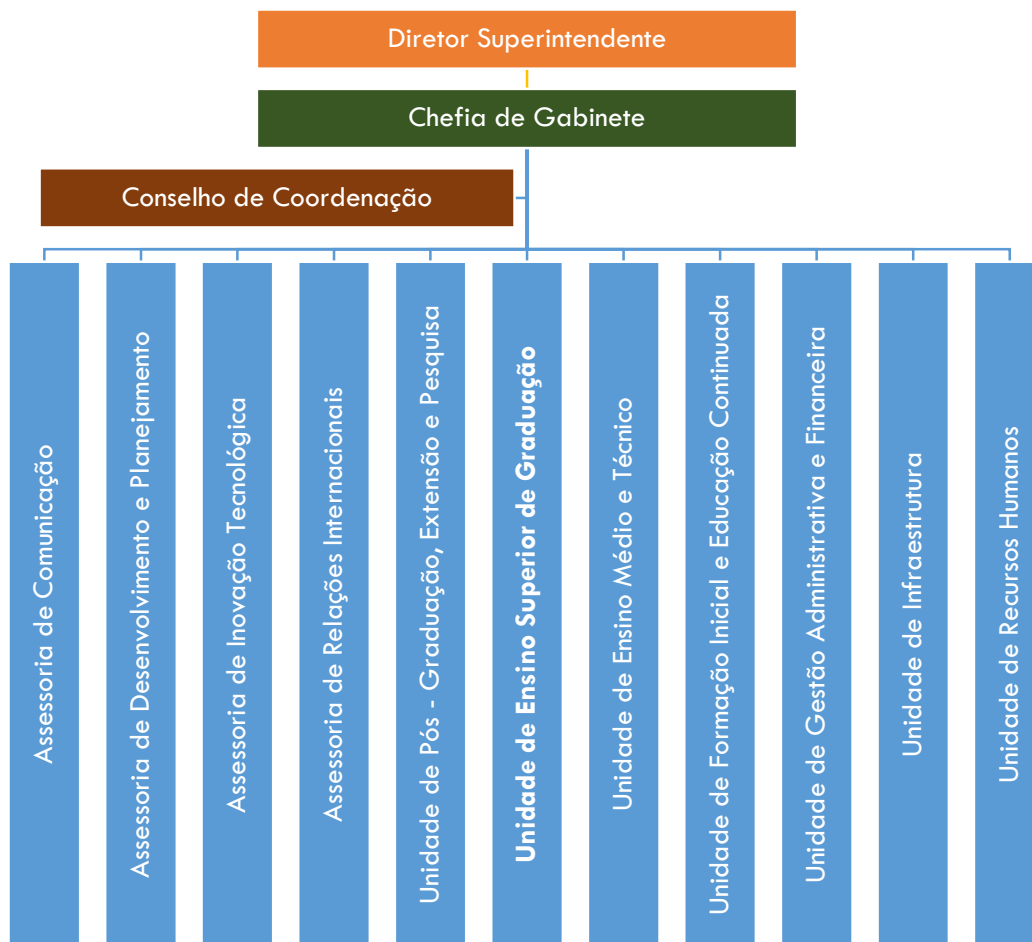 Diretor Superintendente
Chefia de Gabinete
Conselho de Coordenação
Assessoria de Comunicação
Assessoria de Desenvolvimento e Planejamento
Assessoria de Inovação Tecnológica
Assessoria de Relações Internacionais
Unidade de Pós - Graduação, Extensão e Pesquisa
Unidade de Ensino Superior de Graduação
Unidade de Ensino Médio e Técnico
Unidade de Formação Inicial e Educação Continuada
Unidade de Gestão Administrativa e Financeira
Unidade de Infraestrutura
Unidade de Recursos Humanos